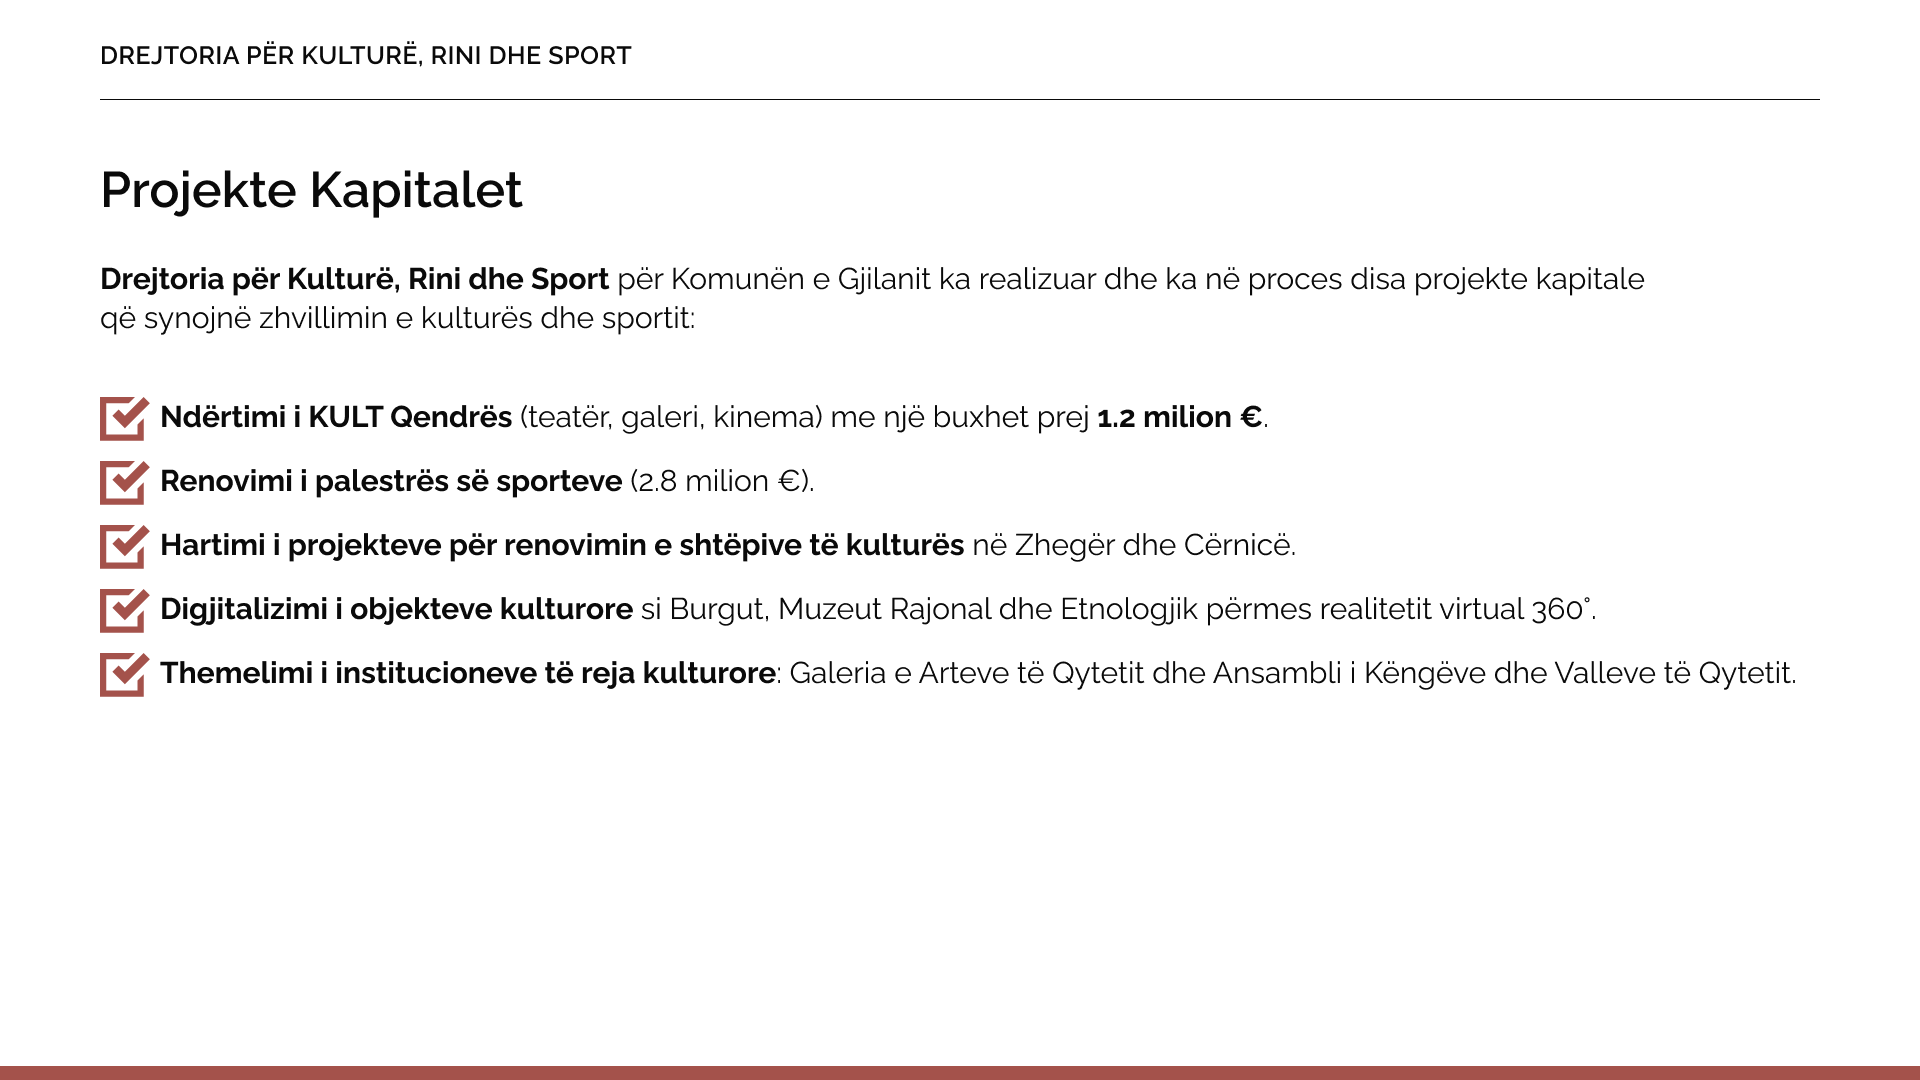 DREJTORIA PËR KULTURË, RINI DHE SPORT
Projekte Kapitalet
Drejtoria për Kulturë, Rini dhe Sport për Komunën e Gjilanit ka realizuar dhe ka në proces disa projekte kapitale
që synojnë zhvillimin e kulturës dhe sportit:
Ndërtimi i KULT Qendrës (teatër, galeri, kinema) me një buxhet prej 1.2 milion €.
Renovimi i palestrës së sporteve (2.8 milion €).
Hartimi i projekteve për renovimin e shtëpive të kulturës në Zhegër dhe Cërnicë.
Digjitalizimi i objekteve kulturore si Burgut, Muzeut Rajonal dhe Etnologjik përmes realitetit virtual 360°.
Themelimi i institucioneve të reja kulturore: Galeria e Arteve të Qytetit dhe Ansambli i Këngëve dhe Valleve të Qytetit.